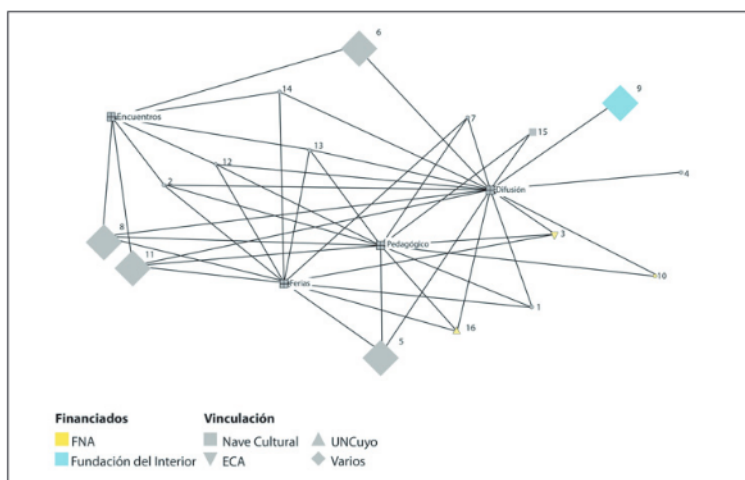 6
9
14
7
Encuentros
13
15
12
2
4
Difusión
8
3
11
Pedagógico
10
Ferias
1
16
5
Financiados Vinculación
FNA Nave Cultural UNCuyo
Fundación del Interior ECA Varios